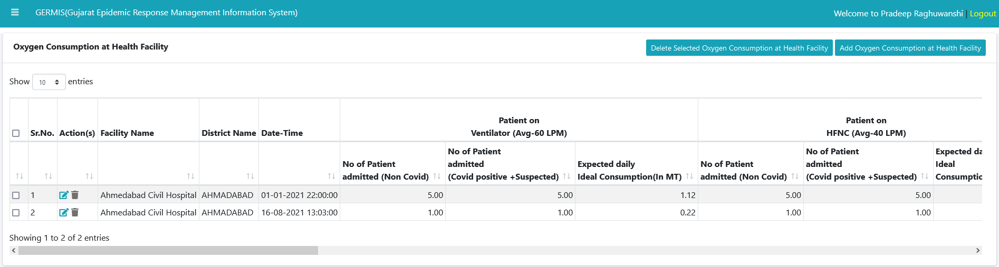 GERMIS(Gujarat Epidemic Response Management Information System)
Welcome to Pradeep Raghuwanshi | Logout
Oxygen Consumption at Health Facility
Delete Selected Oxygen Consumption at Health Facility
Add Oxygen Consumption at Health Facility
Show 10 entries
Patient on
Ventilator (Avg-60 LPM)
Patient on
HFNC (Avg-40 LPM)
Sr.No. Action(s) Facility Name District Name Date-Time
No of Patient
admitted (Non Covid)
No of Patient
admitted
(Covid positive +Suspected)
Expected daily
Ideal Consumption(In MT)
No of Patient
admitted (Non Covid)
No of Patient
admitted
(Covid positive +Suspected)
Expected da
Ideal
Consumptio
1 Ahmedabad Civil Hospital AHMADABAD 01-01-2021 22:00:00 5.00 5.00 1.12 5.00 5.00
2 Ahmedabad Civil Hospital AHMADABAD 16-08-2021 13:03:00 1.00 1.00 0.22 1.00 1.00
Showing 1 to 2 of 2 entries